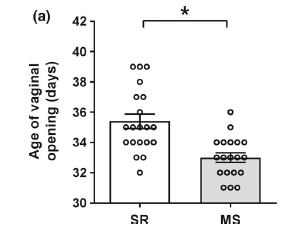 (a)
*
Age of vaginal
opening (days)
42
40
38
36
34
32
30
SR MS